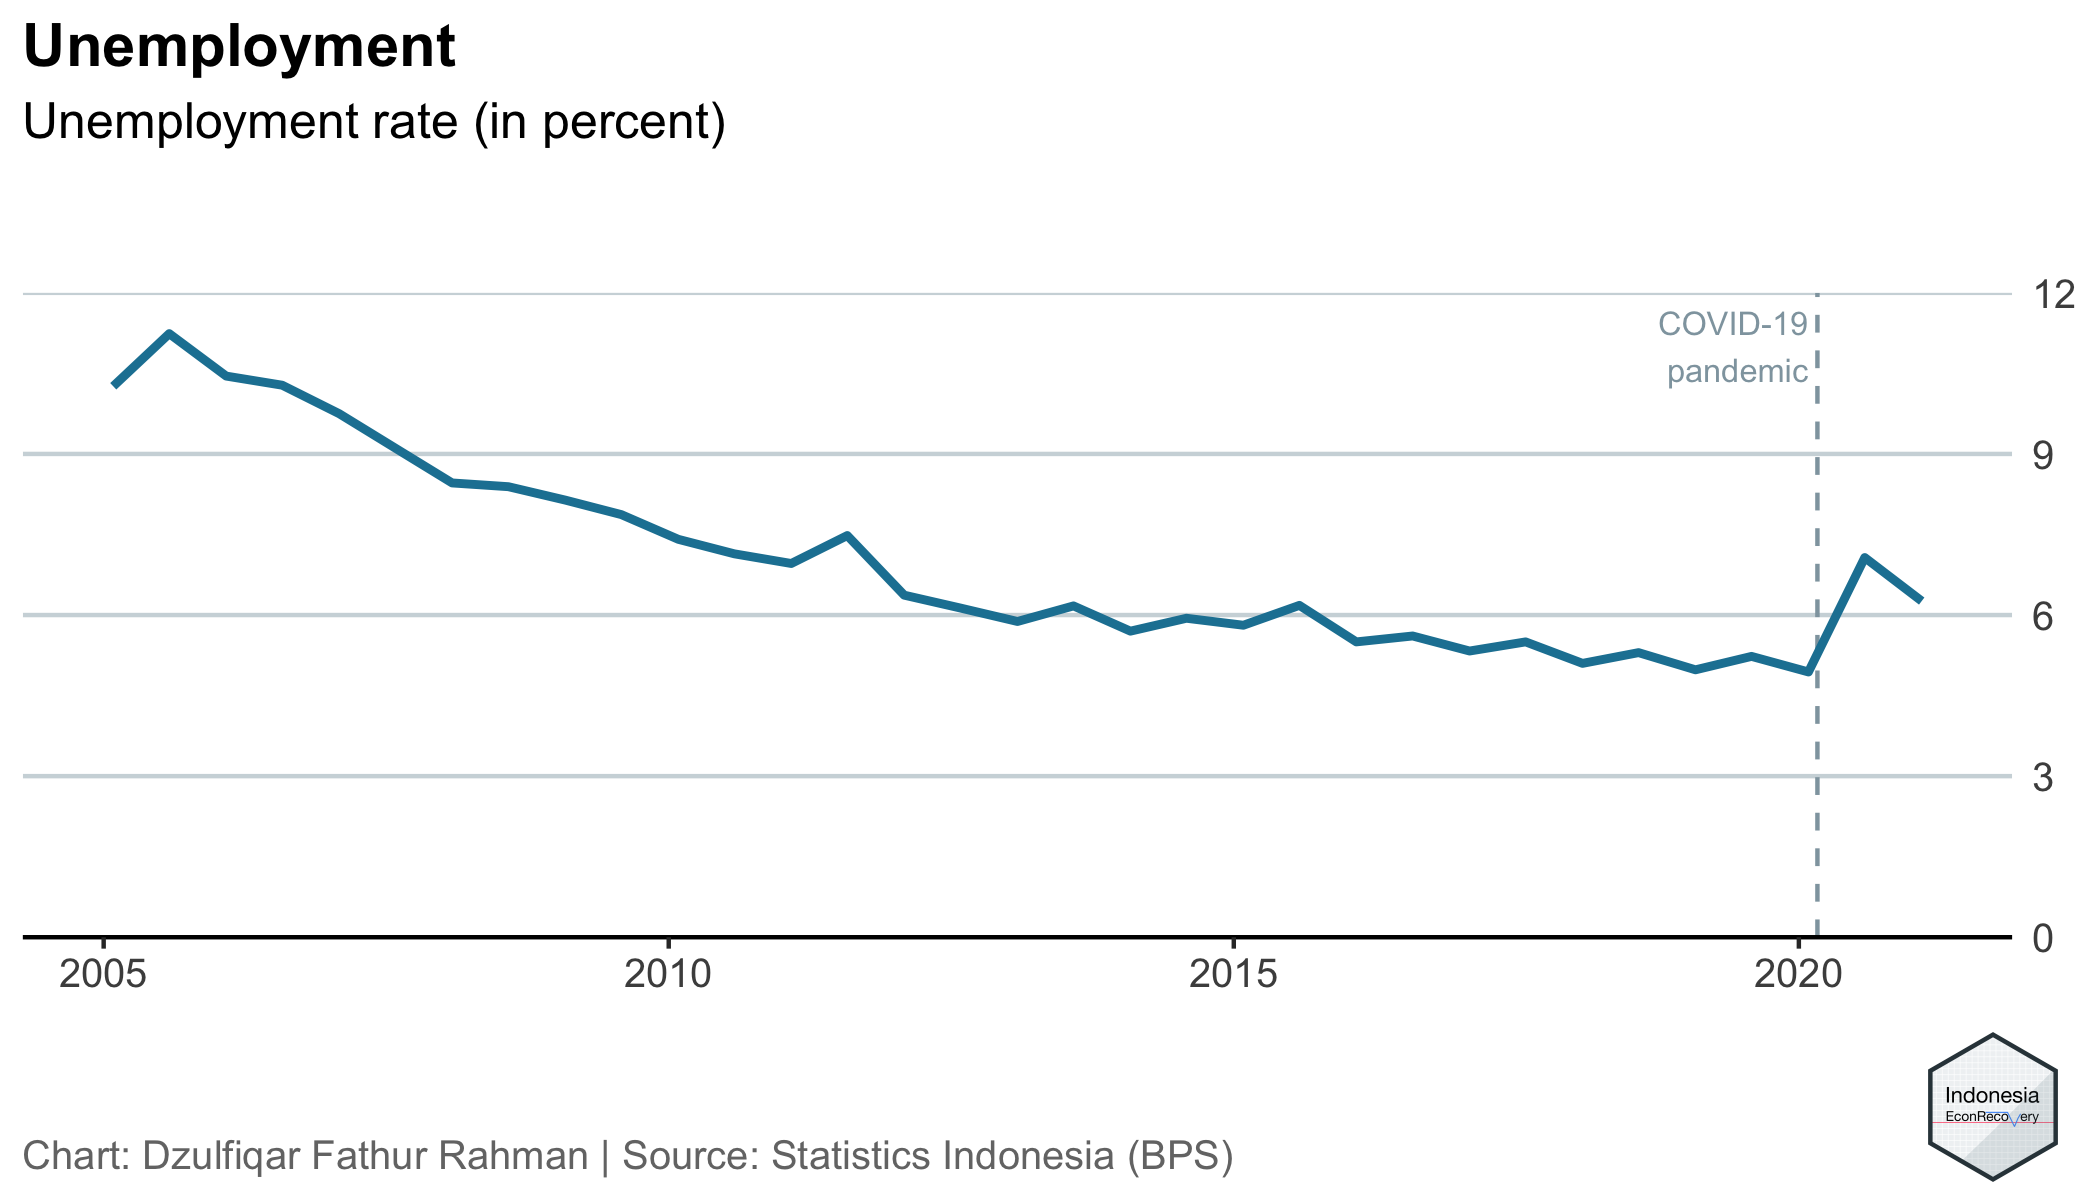 Unemployment
Unemployment rate (in percent)
12
COVID-19
pandemic
9
6
3
0
2005 2010 2015 2020
Indonesia
EconRecovery
Chart: Dzulfiqar Fathur Rahman | Source: Statistics Indonesia (BPS)